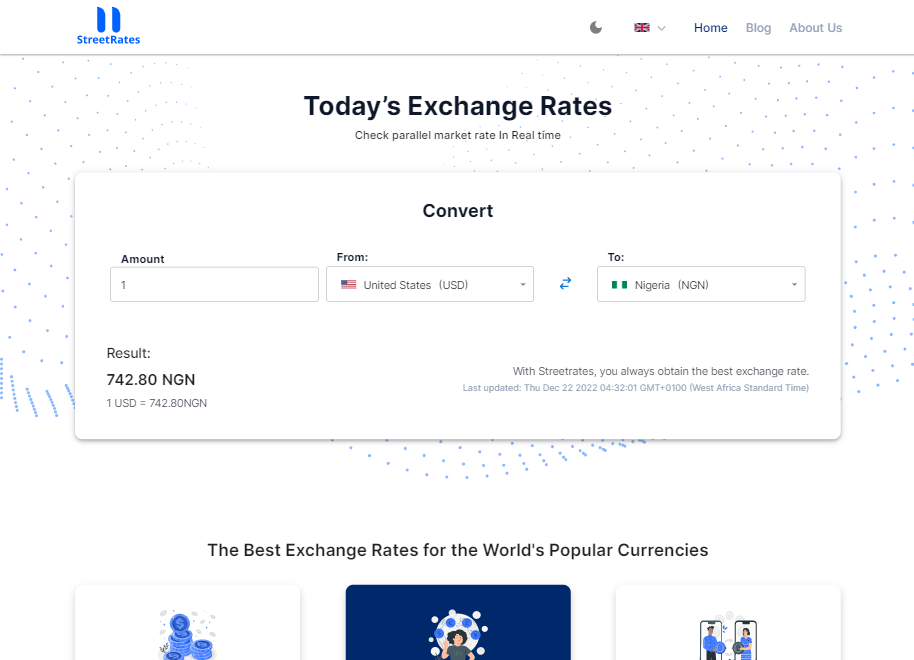 StreetRates
Home
Blog
About Us
Today's Exchange Rates
Check parallel market rate In Real time
Convert
Amount
1
From:
United States (USD)
To:
Nigeria (NGN)
Result:
742.80 NGN
1 USD = 742.80NGN
With Streetrates, you always obtain the best exchange rate.
Last updated: Thu Dec 22 2022 04:32:01 GMT+0100 (West Africa Standard Time)
The Best Exchange Rates for the World's Popular Currencies